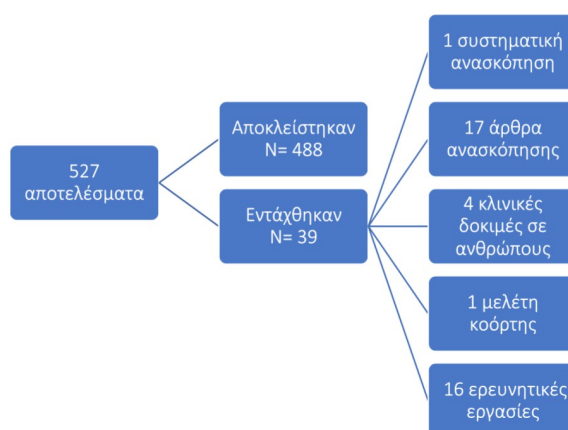 527
αποτελέσματα
Αποκλείστηκαν
N= 488
Εντάχθηκαν
N= 39
1 συστηματική
ανασκόπηση
17 άρθρα
ανασκόπησης
4 κλινικές
δοκιμές σε
ανθρώπους
1 μελέτη
κοόρτης
16 ερευνητικές
εργασίες